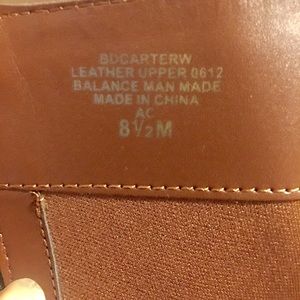 BDCARTERW
LEATHER UPPER 0612
BALANCE MAN MADE
MADE IN CHINA
AC
8½M